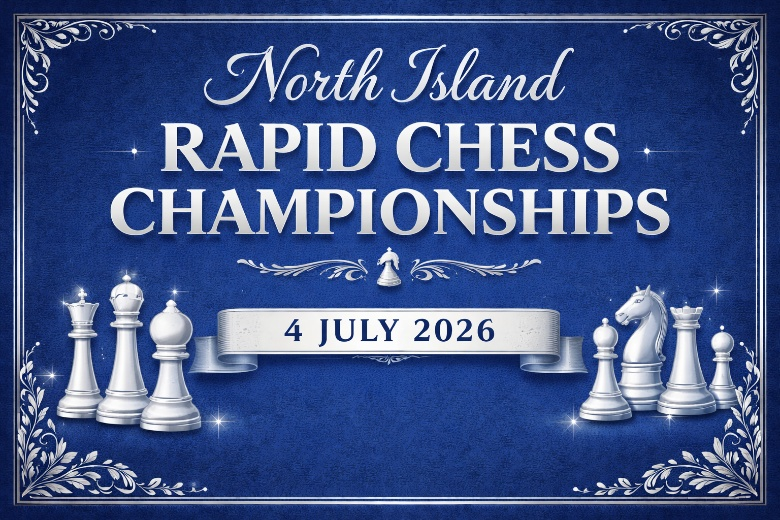 North Island
RAPID CHESS
CHAMPIONSHIPS
4 JULY 2026